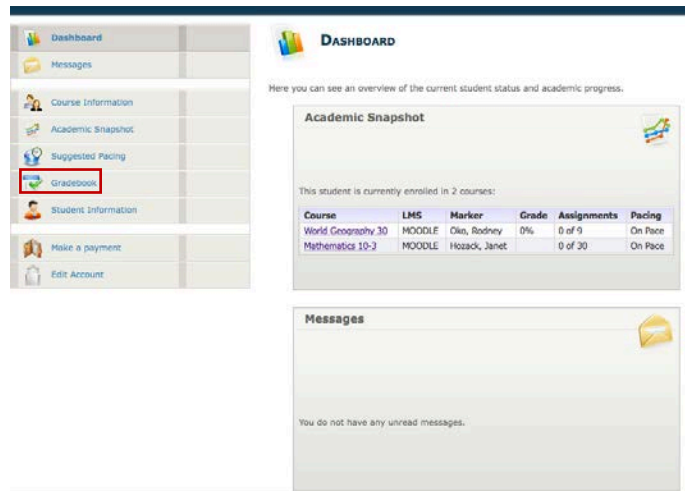 Dashboard
Messages
Course Information
Academic Snapshot
Suggested Pacing
Gradebook
Student Information
Make a payment
Edit Account
DASHBOARD
Here you can see an overview of the current student status and academic progress.
Academic Snapshot
This student is currently enrolled in 2 courses:
Course LMS Marker Grade Assignments Pacing
World Geography 30 MOODLE Oko, Rodney 0% 0 of 9 On Pace
Mathematics 10-3 MOODLE Hozack, Janet 0 of 30 On Pace
Messages
You do not have any unread messages.